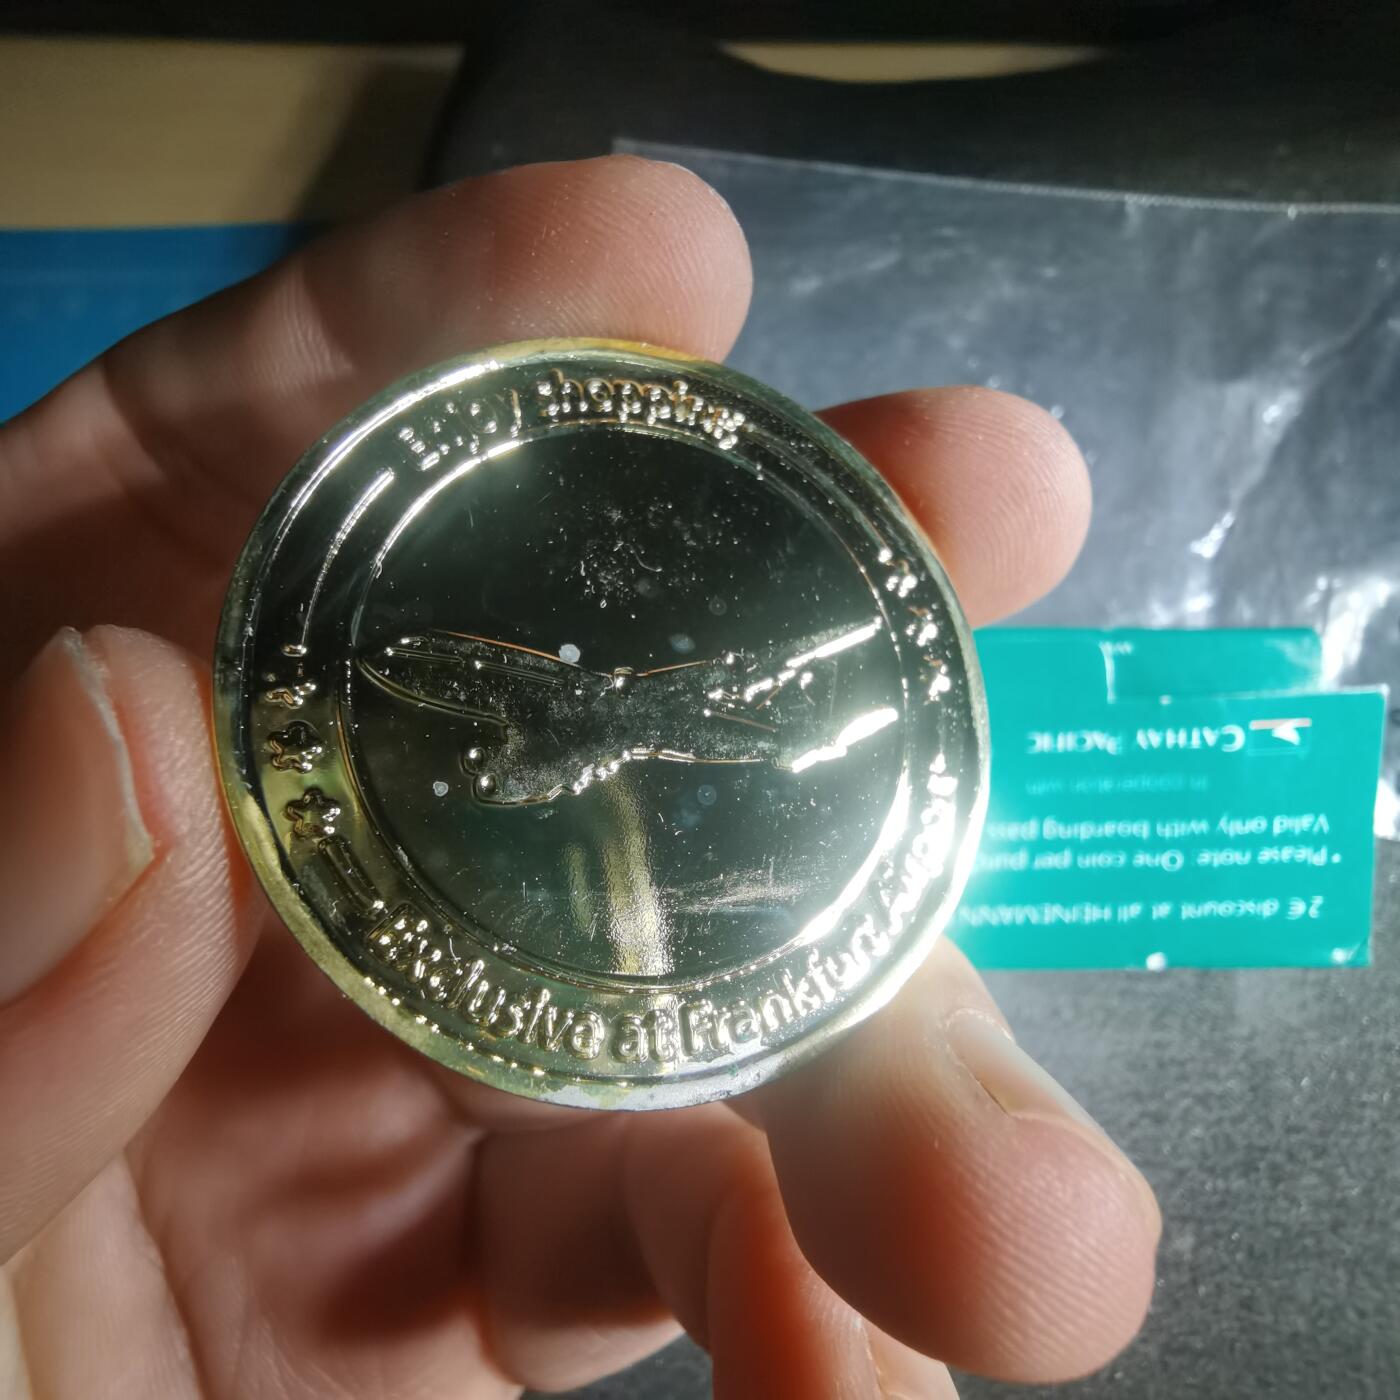 Enjoy shopping
Exclusive at Frankfurt Airport
2 € discount at all HEINEMANN
* Please note: One coin per
Valid only with boarding pass
in cooperation with
CATHAY PACIFIC